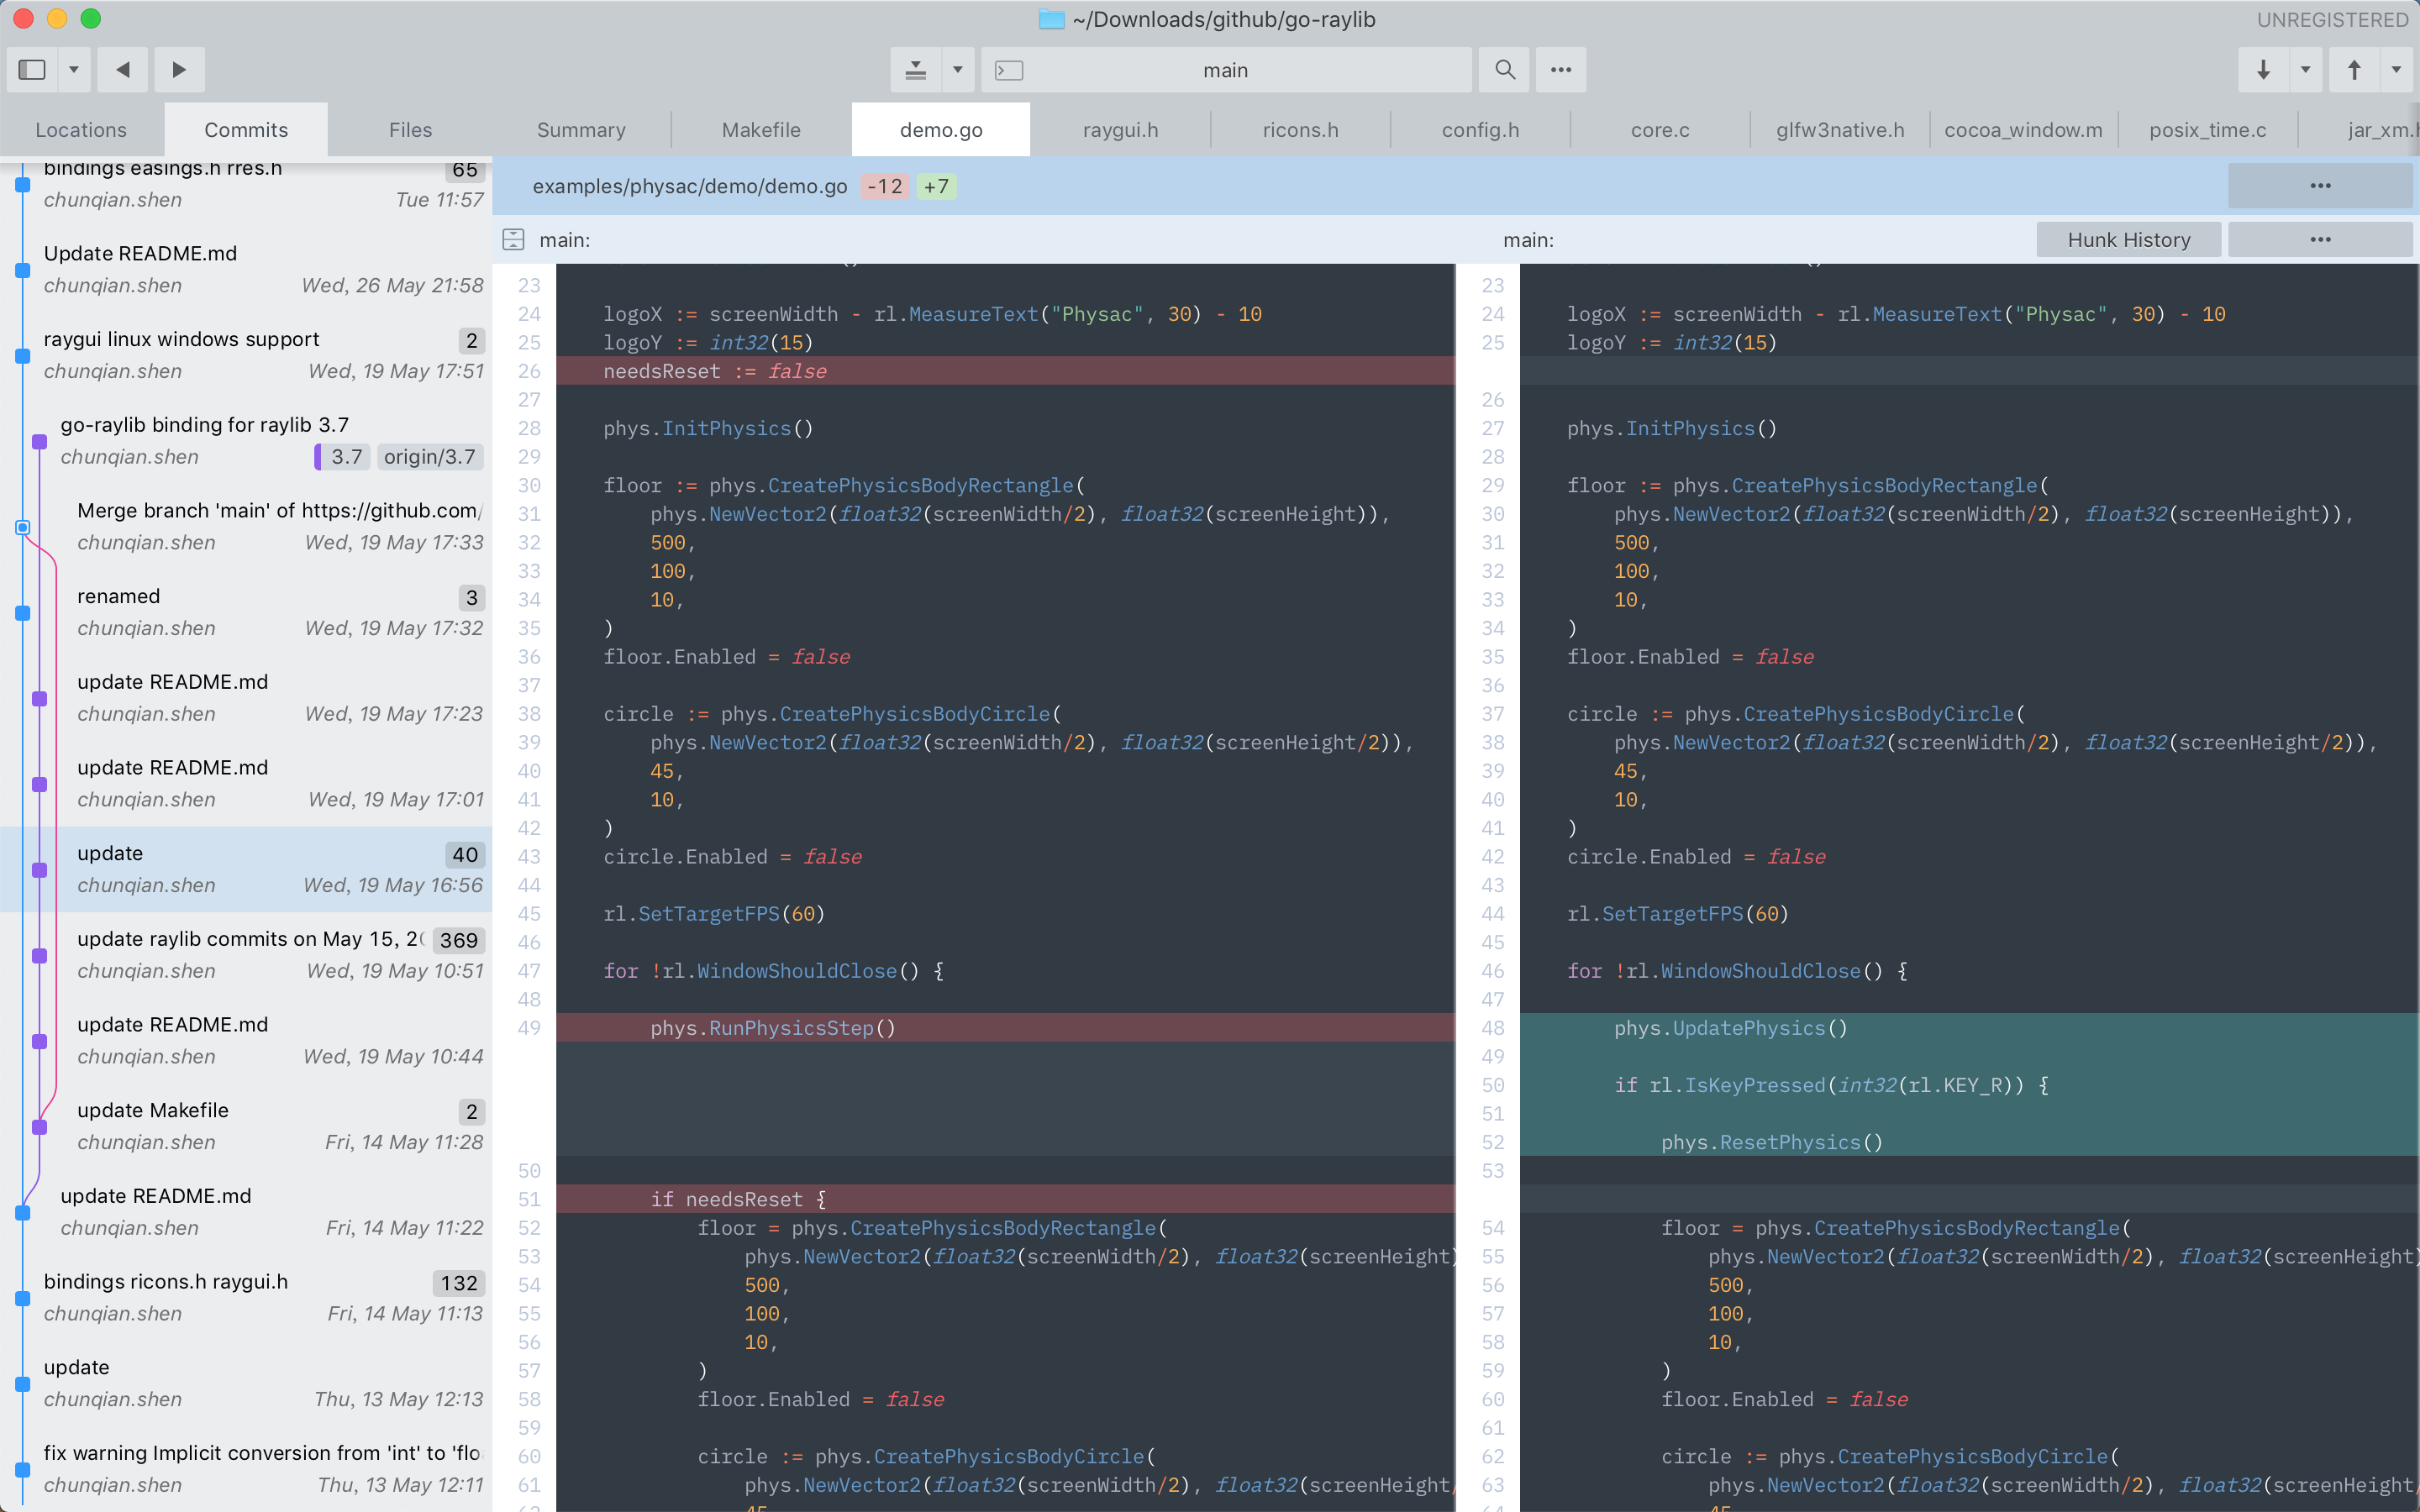 ~/Downloads/github/go-raylib
UNREGISTERED
main
Locations
Commits
Files
Summary
Makefile
demo.go
raygui.h
ricons.h
config.h
core.c
glfw3native.h
cocoa_window.m
posix_time.c
jar_xm.h
bindings easings.h rres.h 65
chunqian.shen Tue 11:57
Update README.md
chunqian.shen Wed, 26 May 21:58
raygui linux windows support 2
chunqian.shen Wed, 19 May 17:51
go-raylib binding for raylib 3.7
chunqian.shen 3.7 origin/3.7
Merge branch 'main' of https://github.com/
chunqian.shen Wed, 19 May 17:33
renamed 3
chunqian.shen Wed, 19 May 17:32
update README.md
chunqian.shen Wed, 19 May 17:23
update README.md
chunqian.shen Wed, 19 May 17:01
update 40
chunqian.shen Wed, 19 May 16:56
update raylib commits on May 15, 369
chunqian.shen Wed, 19 May 10:51
update README.md
chunqian.shen Wed, 19 May 10:44
update Makefile 2
chunqian.shen Fri, 14 May 11:28
update README.md
chunqian.shen Fri, 14 May 11:22
bindings ricons.h raygui.h 132
chunqian.shen Fri, 14 May 11:13
update
chunqian.shen Thu, 13 May 12:13
fix warning Implicit conversion from 'int' to 'flo
chunqian.shen Thu, 13 May 12:11
examples/physac/demo/demo.go -12 +7
main:
23
24 logoX := screenWidth - rl.MeasureText("Physac", 30) - 10
25 logoY := int32(15)
26 needsReset := false
27
28 phys.InitPhysics()
29
30 floor := phys.CreatePhysicsBodyRectangle(
31 phys.NewVector2(float32(screenWidth/2), float32(screenHeight)),
32 500,
33 100,
34 10,
35 )
36 floor.Enabled = false
37
38 circle := phys.CreatePhysicsBodyCircle(
39 phys.NewVector2(float32(screenWidth/2), float32(screenHeight/2)),
40 45,
41 10,
42 )
43 circle.Enabled = false
44
45 rl.SetTargetFPS(60)
46
47 for !rl.WindowShouldClose() {
48
49 phys.RunPhysicsStep()
50
51 if needsReset {
52 floor = phys.CreatePhysicsBodyRectangle(
53 phys.NewVector2(float32(screenWidth/2), float32(screenHeight)
54 500,
55 100,
56 10,
57 )
58 floor.Enabled = false
59
60 circle := phys.CreatePhysicsBodyCircle(
61 phys.NewVector2(float32(screenWidth/2), float32(screenHeight/
main:
Hunk History
23
24 logoX := screenWidth - rl.MeasureText("Physac", 30) - 10
25 logoY := int32(15)
26
27 phys.InitPhysics()
28
29 floor := phys.CreatePhysicsBodyRectangle(
30 phys.NewVector2(float32(screenWidth/2), float32(screenHeight)),
31 500,
32 100,
33 10,
34 )
35 floor.Enabled = false
36
37 circle := phys.CreatePhysicsBodyCircle(
38 phys.NewVector2(float32(screenWidth/2), float32(screenHeight/2)),
39 45,
40 10,
41 )
42 circle.Enabled = false
43
44 rl.SetTargetFPS(60)
45
46 for !rl.WindowShouldClose() {
47
48 phys.UpdatePhysics()
49
50 if rl.IsKeyPressed(int32(rl.KEY_R)) {
51
52 phys.ResetPhysics()
53
54 floor = phys.CreatePhysicsBodyRectangle(
55 phys.NewVector2(float32(screenWidth/2), float32(screenHeight)
56 500,
57 100,
58 10,
59 )
60 floor.Enabled = false
61
62 circle := phys.CreatePhysicsBodyCircle(
63 phys.NewVector2(float32(screenWidth/2), float32(screenHeight/